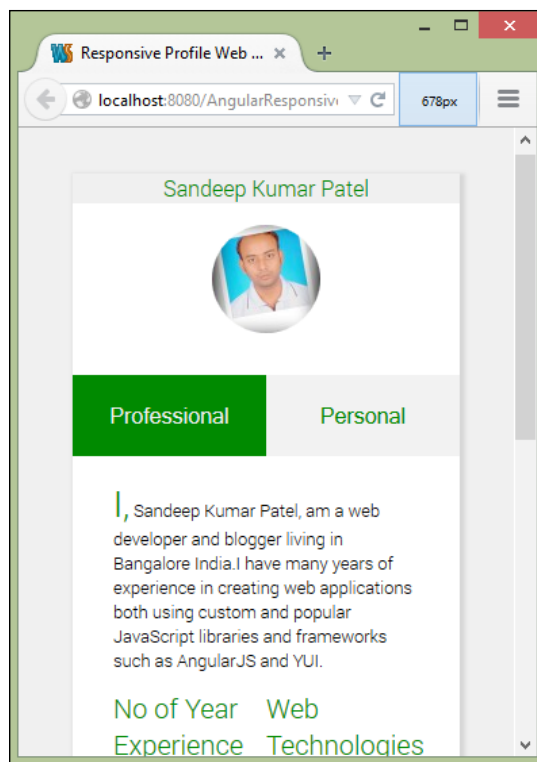 Responsive Profile Web ...
localhost:8080/AngularResponsiv
678px
Sandeep Kumar Patel
Professional Personal
I, Sandeep Kumar Patel, am a web
developer and blogger living in
Bangalore India.I have many years of
experience in creating web applications
both using custom and popular
JavaScript libraries and frameworks
such as AngularJS and YUI.
No of Year Web
Experience Technologies